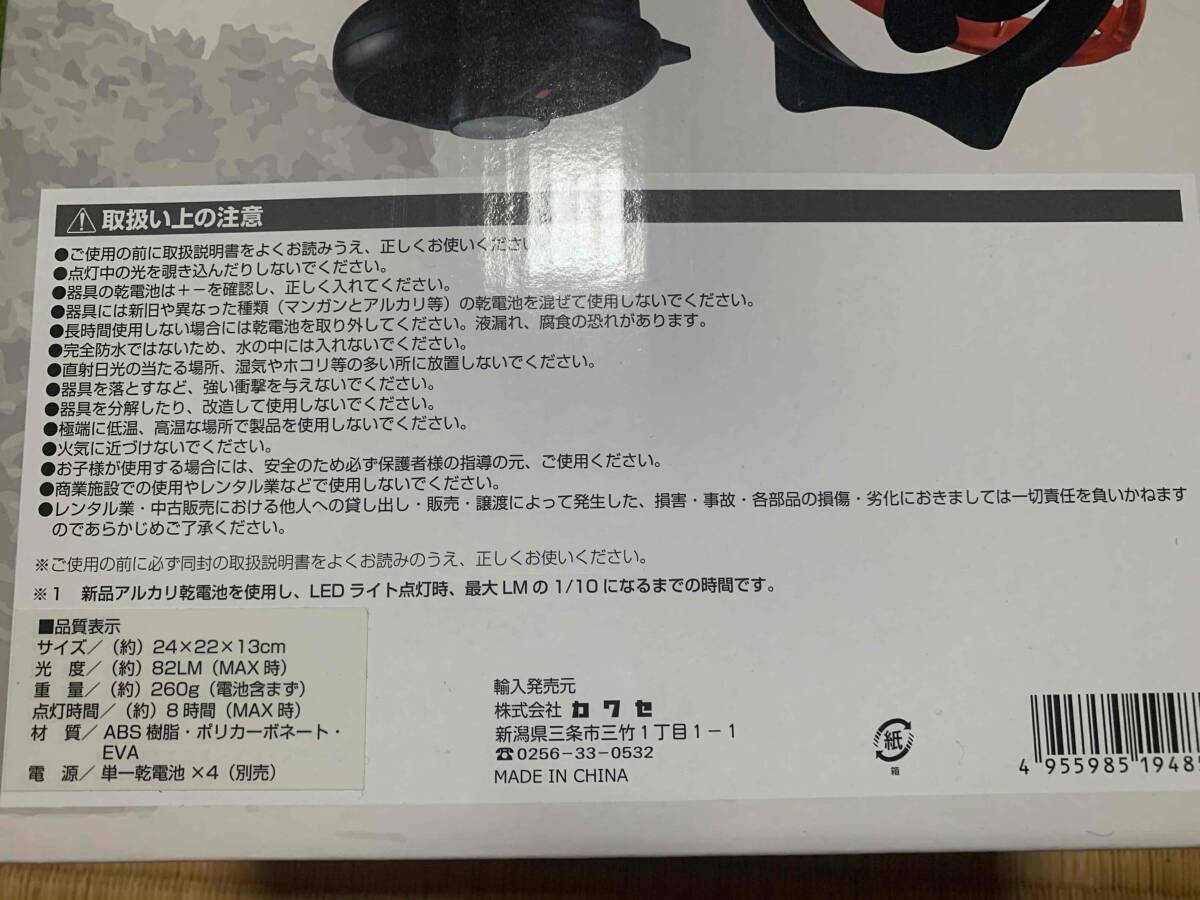 取扱い上の注意
●ご使用の前に取扱説明書をよくお読みうえ、正しくお使いください
●点灯中の光を覗き込んだりしないでください。
●器具の乾電池は＋－を確認し、正しく入れてください。
●器具には新旧や異なった種類（マンガンとアルカリ等）の乾電池を混ぜて使用しないでください。
●長時間使用しない場合には乾電池を取り外してください。液漏れ、腐食の恐れがあります。
●完全防水ではないため、水の中には入れないでください。
●直射日光の当たる場所、湿気やホコリ等の多い所に放置しないでください。
●器具を落とすなど、強い衝撃を与えないでください。
●器具を分解したり、改造して使用しないでください。
●極端に低温、高温な場所で製品を使用しないでください。
●火気に近づけないでください。
●お子様が使用する場合には、安全のため必ず保護者様の指導の元、ご使用ください。
●商業施設での使用やレンタル業などで使用しないでください。
●レンタル業・中古販売における他人への貸し出し・販売・譲渡によって発生した、損害・事故・各部品の損傷・劣化におきましては一切責任を負いかねます
のであらかじめご了承ください。
※ご使用の前に必ず同封の取扱説明書をよくお読みのうえ、正しくお使いください。
※1 新品アルカリ乾電池を使用し、LEDライト点灯時、最大LMの1/10になるまでの時間です。
■品質表示
サイズ／（約）24×22×13cm
光 度／（約）82LM（MAX時）
重 量／（約）260g（電池含まず）
点灯時間／（約）8時間（MAX時）
材 質／ABS樹脂・ポリカーボネート・
EVA
電 源／単一乾電池×4（別売）
輸入発売元
株式会社 カワセ
新潟県三条市三竹1丁目1－1
☎0256－33－0532
MADE IN CHINA
紙
箱
4 955985 19485